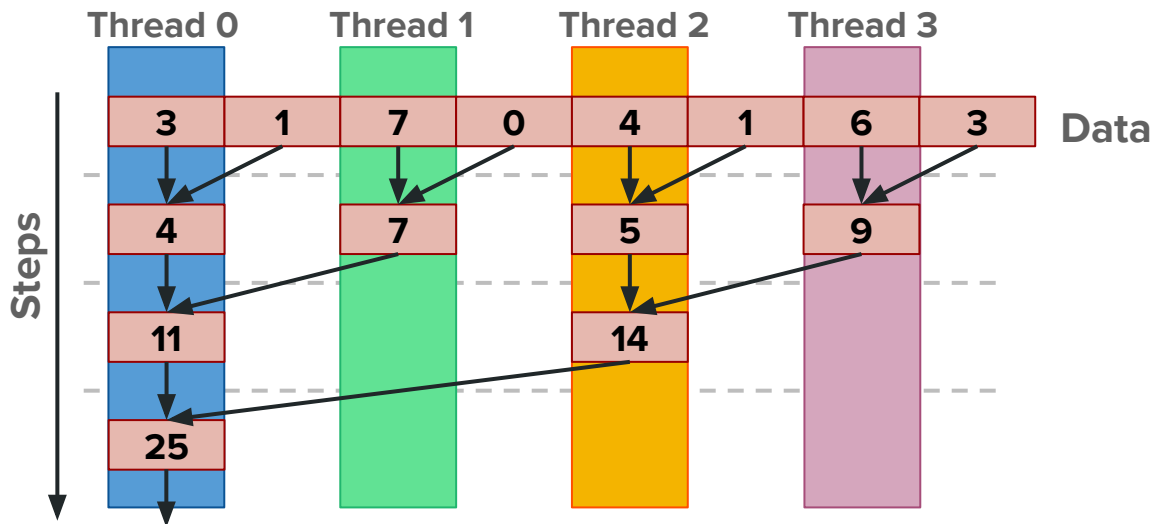 Thread 0 Thread 1 Thread 2 Thread 3
3 1 7 0 4 1 6 3 Data
4 7 5 9
Steps
11 14
25